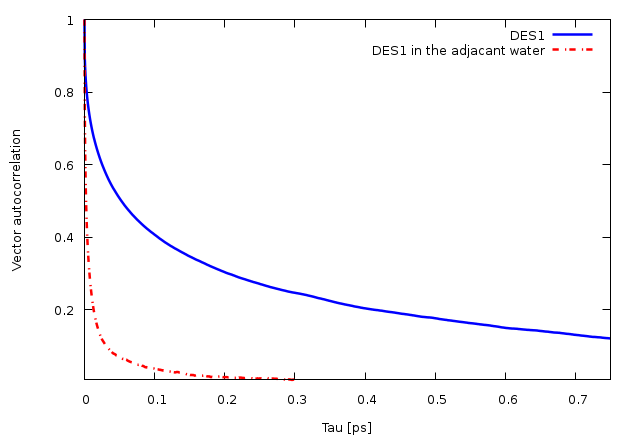 1
DES1
DES1 in the adjacant water
0.8
0.6
Vector autocorrelation
0.4
0.2
0 0.1 0.2 0.3 0.4 0.5 0.6 0.7
Tau [ps]